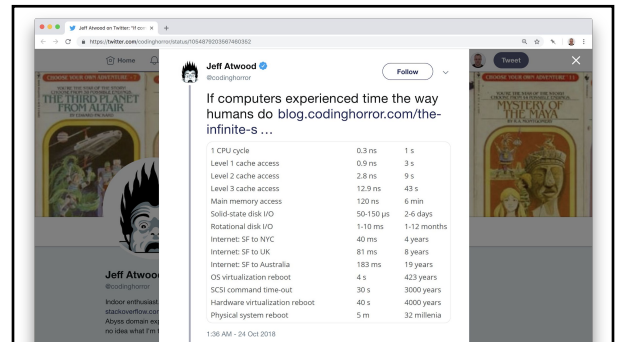 Jeff Atwood on Twitter: "If com
https://twitter.com/codinghorror/status/1054879203567460352
Home
Tweet
CHOOSE YOUR OWN ADVENTURE
THE THIRD PLANET
FROM ALTAIR
CHOOSE YOUR OWN ADVENTURE
MYSTERY OF
THE MAYA
Jeff Atwood
@codinghorror
Follow
If computers experienced time the way
humans do blog.codinghorror.com/the-
infinite-s ...
1 CPU cycle 0.3 ns 1 s
Level 1 cache access 0.9 ns 3 s
Level 2 cache access 2.8 ns 9 s
Level 3 cache access 12.9 ns 43 s
Main memory access 120 ns 6 min
Solid-state disk I/O 50-150 μs 2-6 days
Rotational disk I/O 1-10 ms 1-12 months
Internet: SF to NYC 40 ms 4 years
Internet: SF to UK 81 ms 8 years
Internet: SF to Australia 183 ms 19 years
OS virtualization reboot 4 s 423 years
SCSI command time-out 30 s 3000 years
Hardware virtualization reboot 40 s 4000 years
Physical system reboot 5 m 32 millenia
1:36 AM - 24 Oct 2018
Jeff Atwoo
@codinghorror
Indoor enthusiast
stackoverflow.cor
Abyss domain exp
no idea what I'm t